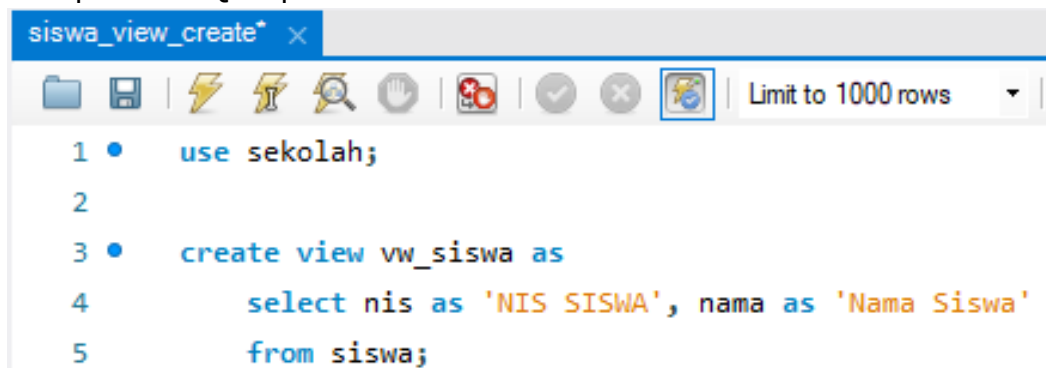 siswa_view_create*
Limit to 1000 rows
1 use sekolah;
2
3 create view vw_siswa as
4 select nis as 'NIS SISWA', nama as 'Nama Siswa'
5 from siswa;